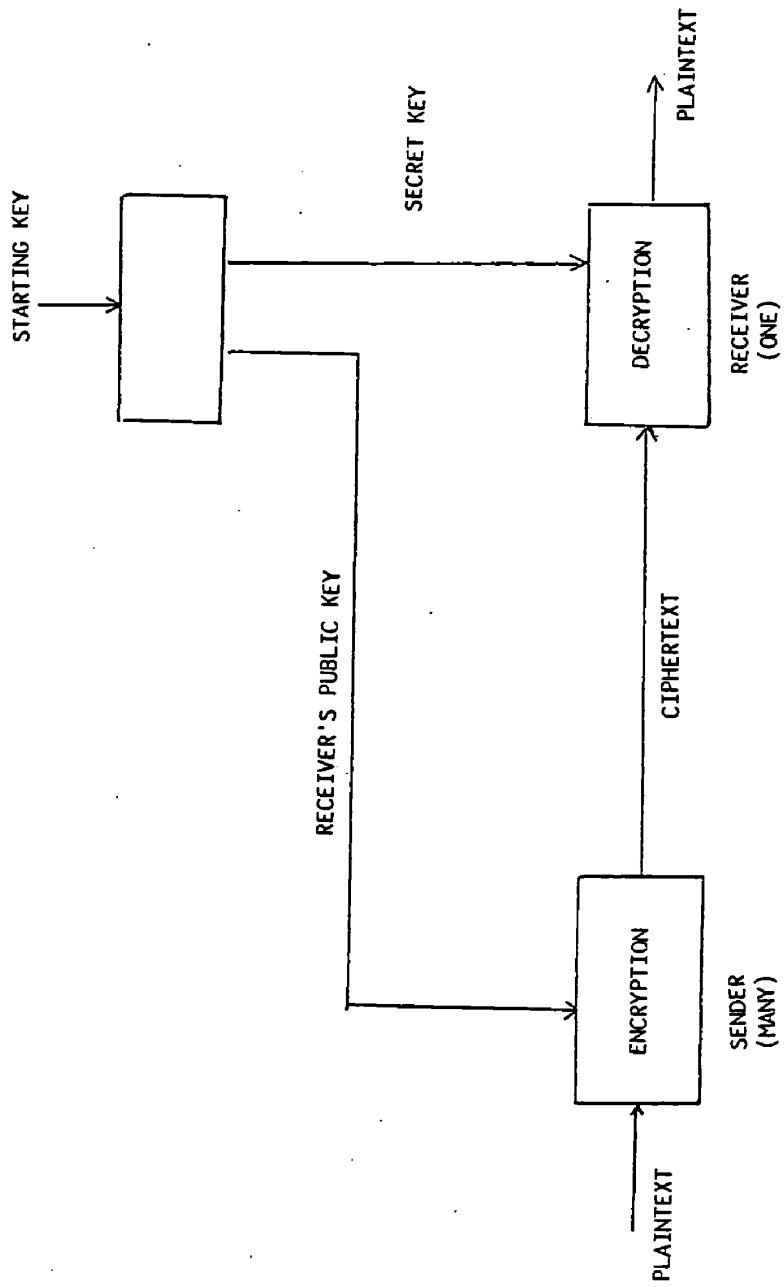 STARTING KEY
SECRET KEY
RECEIVER'S PUBLIC KEY
PLAINTEXT
ENCRYPTION
SENDER
(MANY)
CIPHERTEXT
DECRYPTION
RECEIVER
(ONE)
PLAINTEXT